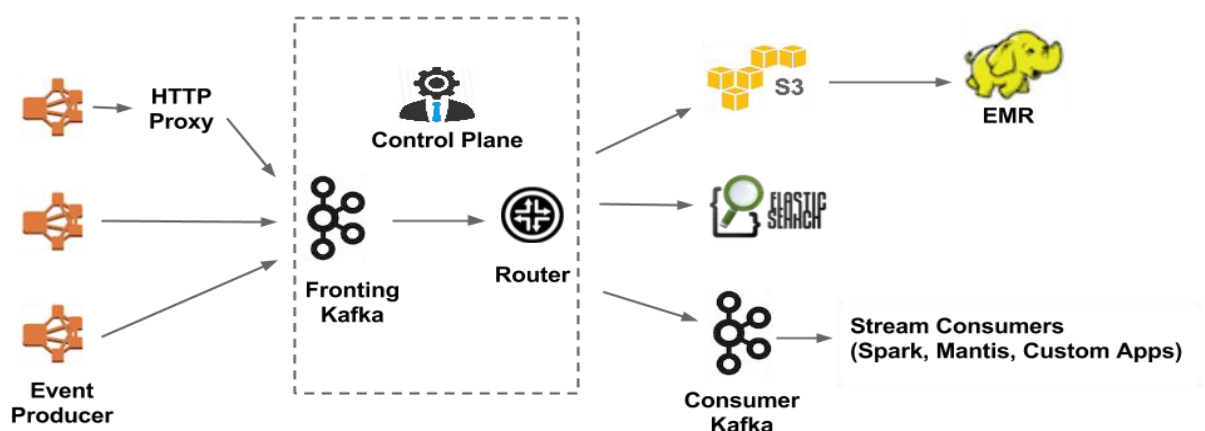 HTTP
Proxy
Control Plane
S3
EMR
ELASTIC
SEARCH
Fronting
Kafka
Router
Event
Producer
Consumer
Kafka
Stream Consumers
(Spark, Mantis, Custom Apps)